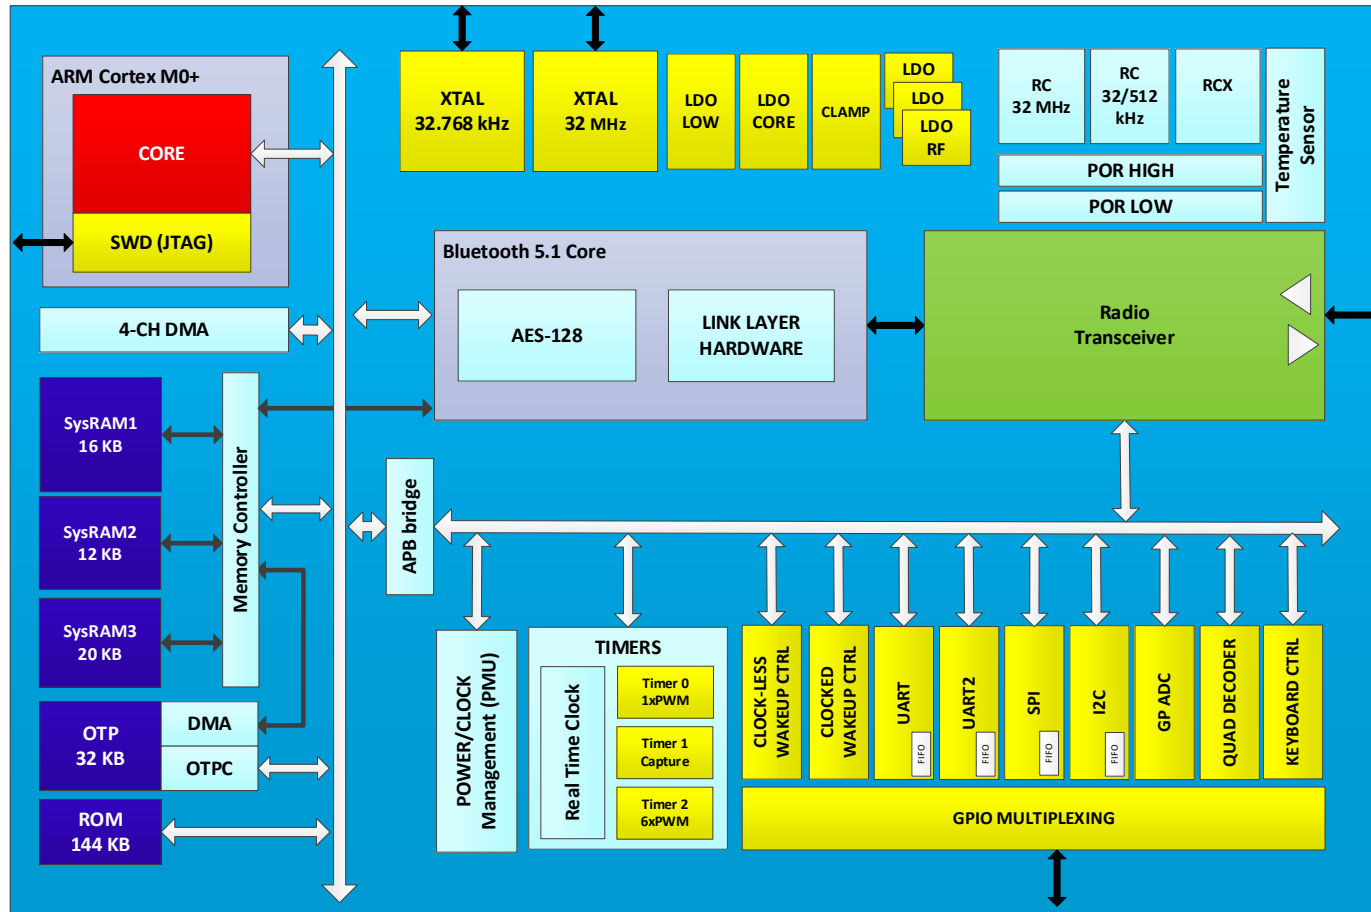 ARM Cortex M0+
CORE
SWD (JTAG)
4-CH DMA
SysRAM1
16 KB
SysRAM2
12 KB
SysRAM3
20 KB
Memory Controller
OTP
32 KB
DMA
OTPC
ROM
144 KB
XTAL
32.768 kHz
XTAL
32 MHz
LDO
LOW
LDO
CORE
CLAMP
LDO
LDO
LDO
RF
RC
32 MHz
RC
32/512
kHz
RCX
POR HIGH
POR LOW
Temperature
Sensor
Bluetooth 5.1 Core
AES-128
LINK LAYER
HARDWARE
Radio
Transceiver
APB bridge
POWER/CLOCK
Management (PMU)
TIMERS
Real Time Clock
Timer 0
1xPWM
Timer 1
Capture
Timer 2
6xPWM
CLOCK-LESS
WAKEUP CTRL
CLOCKED
WAKEUP CTRL
UART
FIFO
UART2
FIFO
SPI
FIFO
I2C
FIFO
GP ADC
QUAD DECODER
KEYBOARD CTRL
GPIO MULTIPLEXING